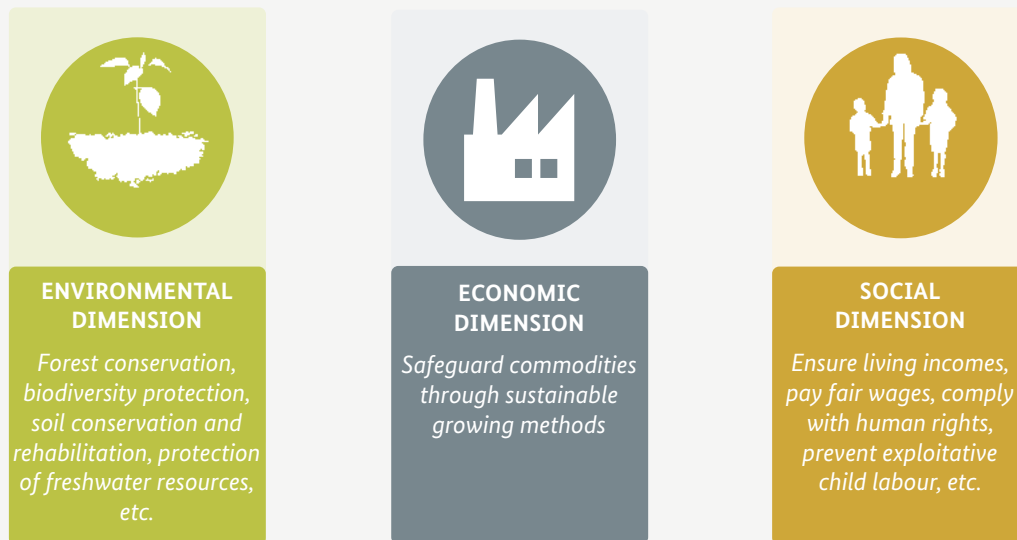 ENVIRONMENTAL
DIMENSION
Forest conservation,
biodiversity protection,
soil conservation and
rehabilitation, protection
of freshwater resources,
etc.
ECONOMIC
DIMENSION
Safeguard commodities
through sustainable
growing methods
SOCIAL
DIMENSION
Ensure living incomes,
pay fair wages, comply
with human rights,
prevent exploitative
child labour, etc.